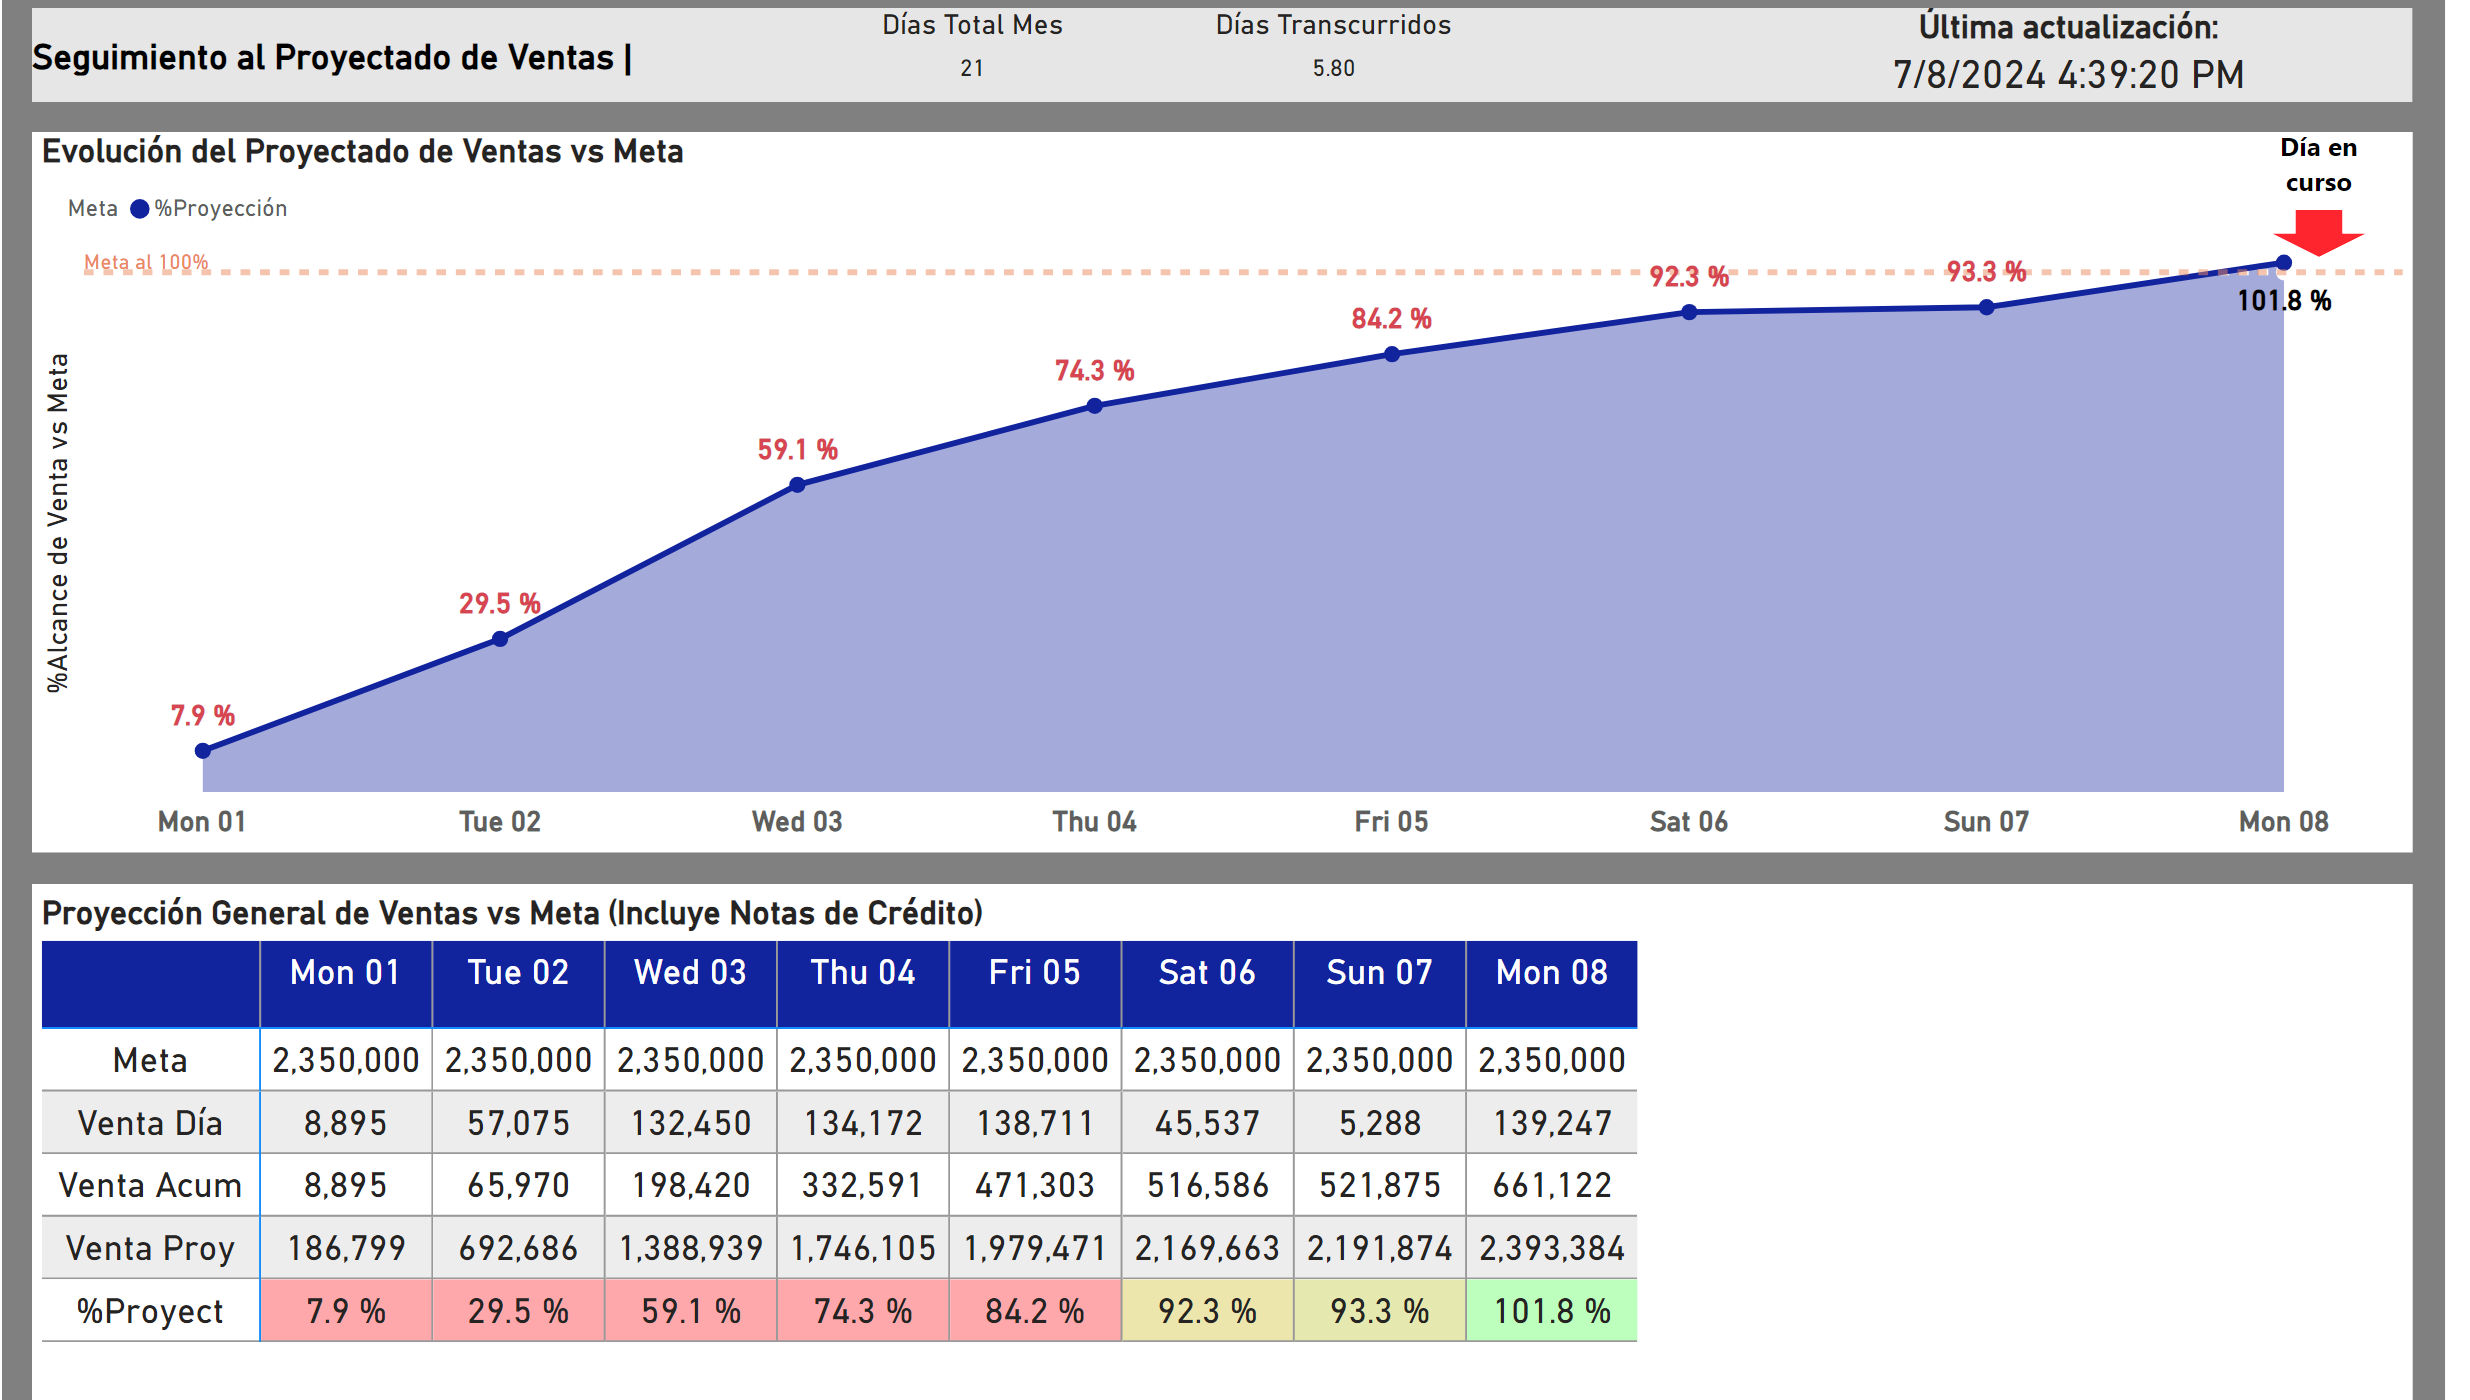 Seguimiento al Proyectado de Ventas |
Días Total Mes
21
Días Transcurridos
5.80
Última actualización:
7/8/2024 4:39:20 PM
Evolución del Proyectado de Ventas vs Meta
Día en
curso
Meta %Proyección
Meta al 100%
%Alcance de Venta vs Meta
7.9 %
29.5 %
59.1 %
74.3 %
84.2 %
92.3 %
93.3 %
101.8 %
Mon 01 Tue 02 Wed 03 Thu 04 Fri 05 Sat 06 Sun 07 Mon 08
Proyección General de Ventas vs Meta (Incluye Notas de Crédito)
Mon 01 Tue 02 Wed 03 Thu 04 Fri 05 Sat 06 Sun 07 Mon 08
Meta 2,350,000 2,350,000 2,350,000 2,350,000 2,350,000 2,350,000 2,350,000 2,350,000
Venta Día 8,895 57,075 132,450 134,172 138,711 45,537 5,288 139,247
Venta Acum 8,895 65,970 198,420 332,591 471,303 516,586 521,875 661,122
Venta Proy 186,799 692,686 1,388,939 1,746,105 1,979,471 2,169,663 2,191,874 2,393,384
%Proyect 7.9 % 29.5 % 59.1 % 74.3 % 84.2 % 92.3 % 93.3 % 101.8 %